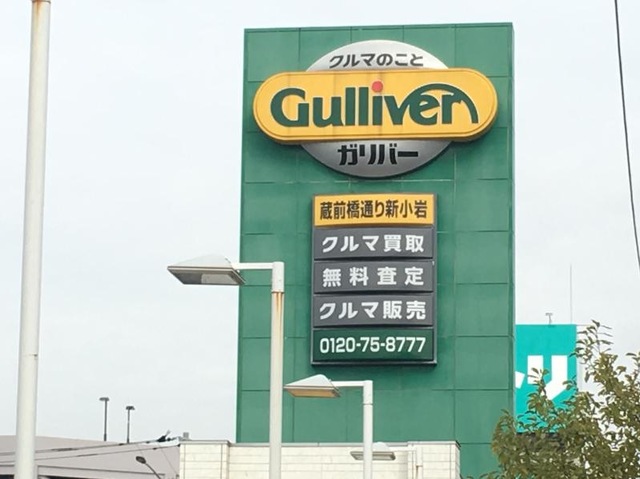 クルマのこと
Gulliver
ガリバー
蔵前橋通り新小岩
クルマ買取
無料査定
クルマ販売
0120-75-8777